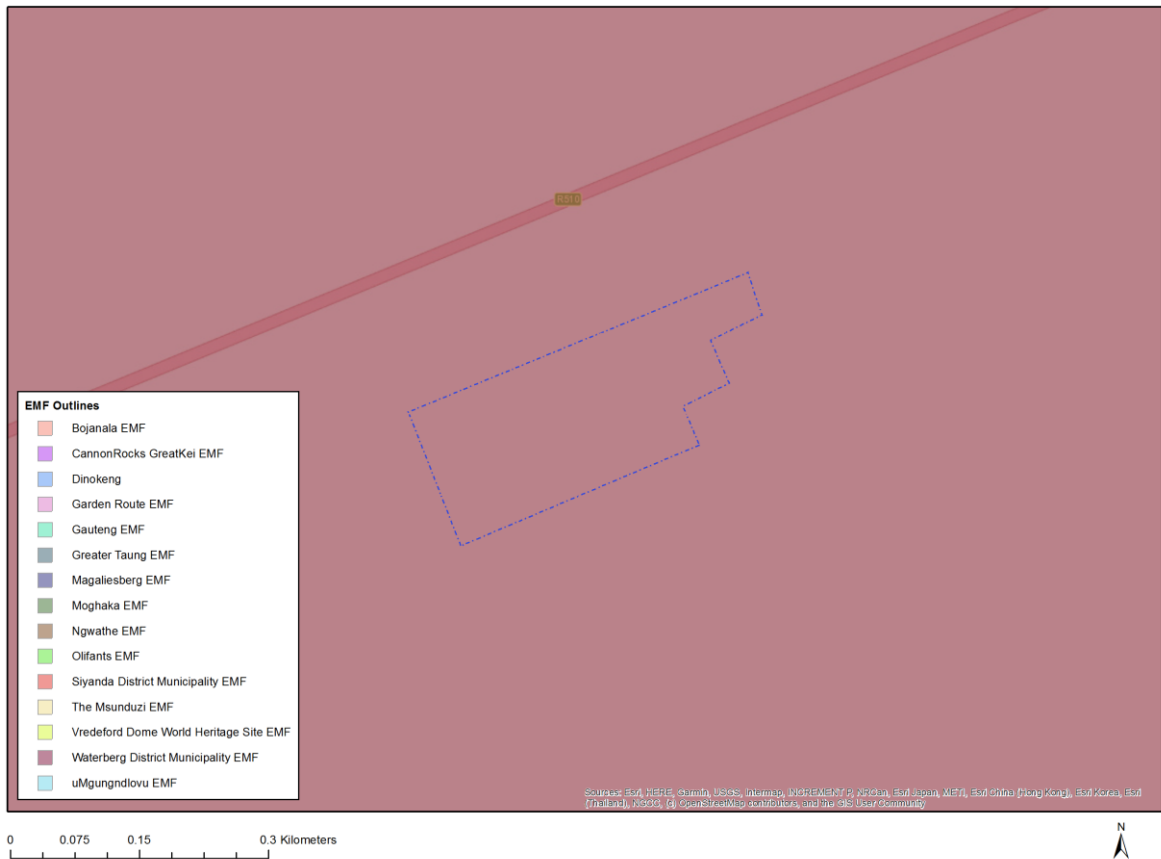 R510
EMF Outlines
Bojanala EMF
CannonRocks GreatKei EMF
Dinokeng
Garden Route EMF
Gauteng EMF
Greater Taung EMF
Magaliesberg EMF
Moghaka EMF
Ngwathe EMF
Olifants EMF
Siyanda District Municipality EMF
The Msunduzi EMF
Vredeford Dome World Heritage Site EMF
Waterberg District Municipality EMF
uMgungndlovu EMF
Sources: Esri, HERE, Garmin, USGS, Intermap, INCREMENT P, NRCan, Esri Japan, METI, Esri China (Hong Kong), Esri Korea, Esri
(Thailand), NGCC, (c) OpenStreetMap contributors, and the GIS User Community
0 0.075 0.15 0.3 Kilometers
N